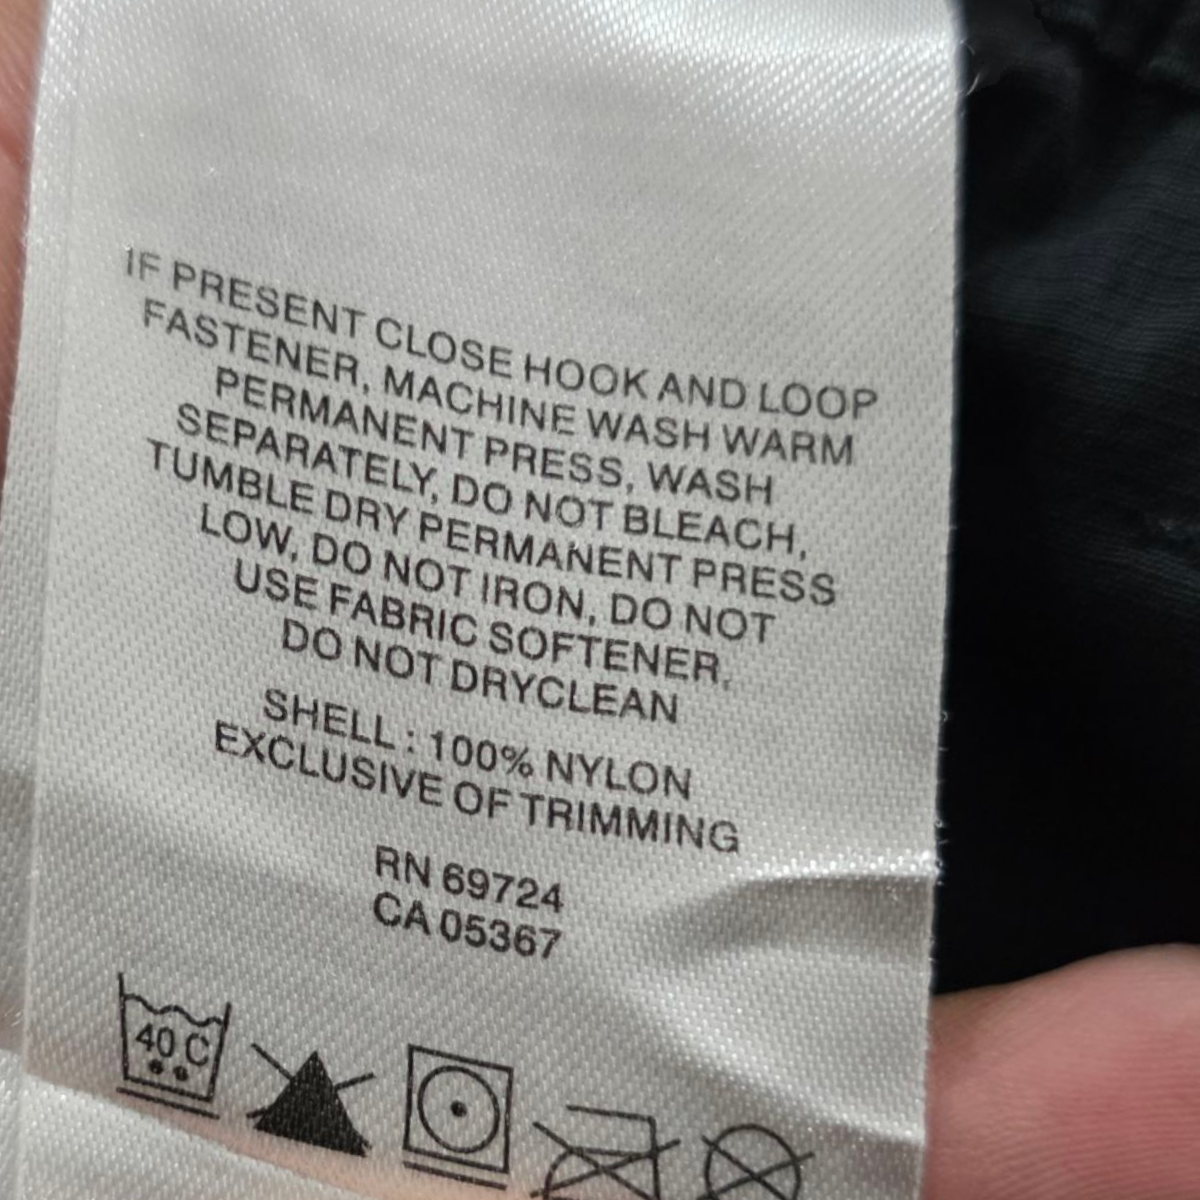 IF PRESENT CLOSE HOOK AND LOOP
FASTENER, MACHINE WASH WARM
PERMANENT PRESS, WASH
SEPARATELY, DO NOT BLEACH,
TUMBLE DRY PERMANENT PRESS
LOW, DO NOT IRON, DO NOT
USE FABRIC SOFTENER,
DO NOT DRYCLEAN
SHELL : 100% NYLON
EXCLUSIVE OF TRIMMING
RN 69724
CA 05367
40 C